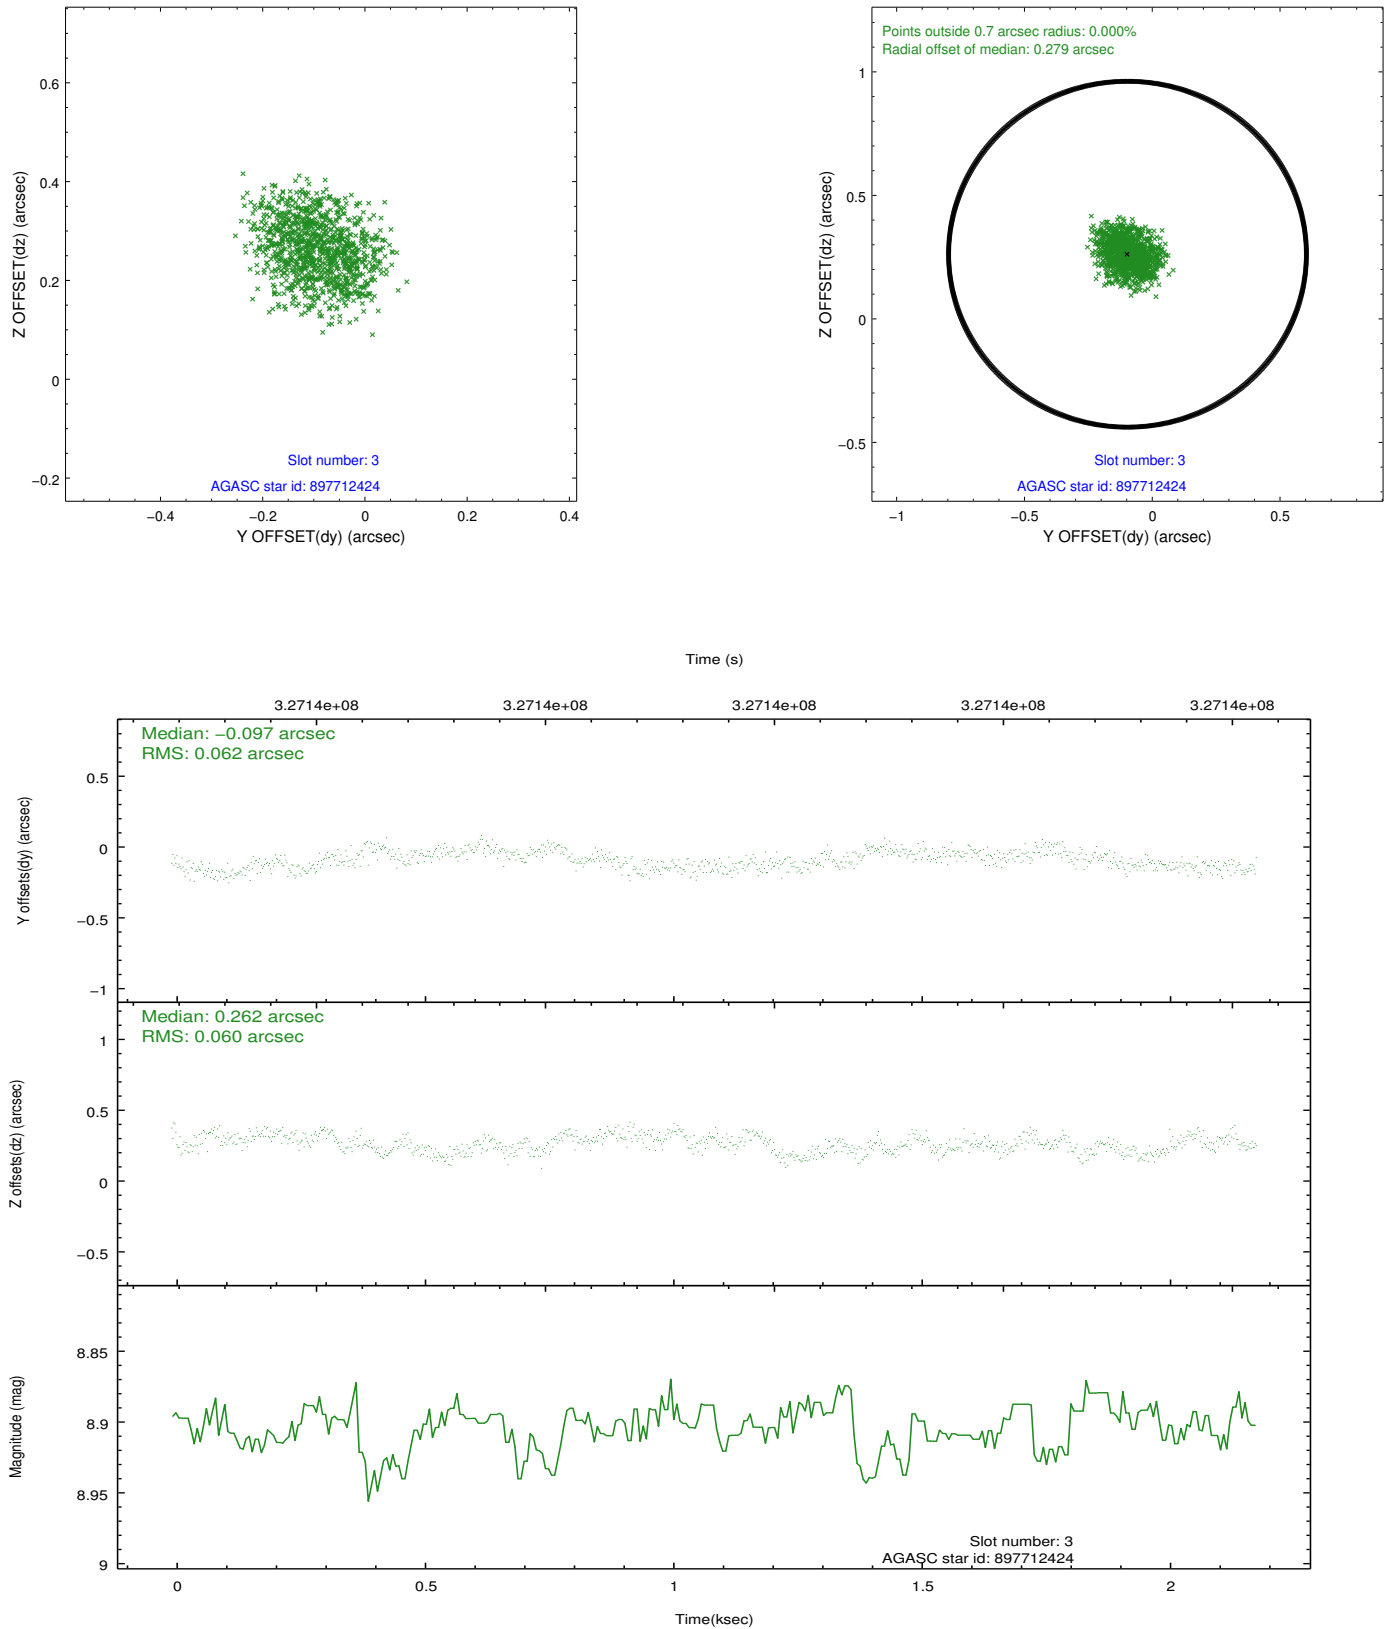 0.6
0.4
0.2
0
−0.2
Z OFFSET(dz) (arcsec)
Slot number: 3
AGASC star id: 897712424
−0.4
−0.2
0
0.2
0.4
Y OFFSET(dy) (arcsec)
Points outside 0.7 arcsec radius: 0.000%
Radial offset of median: 0.279 arcsec
1
0.5
0
−0.5
Z OFFSET(dz) (arcsec)
Slot number: 3
AGASC star id: 897712424
−1
−0.5
0
0.5
Y OFFSET(dy) (arcsec)
Time (s)
3.2714e+08
3.2714e+08
3.2714e+08
3.2714e+08
3.2714e+08
Median: −0.097 arcsec
RMS: 0.062 arcsec
0.5
0
−0.5
−1
Y offsets(dy) (arcsec)
Median: 0.262 arcsec
RMS: 0.060 arcsec
1
0.5
0
−0.5
Z offsets(dz) (arcsec)
8.85
8.9
8.95
9
Magnitude (mag)
Slot number: 3
AGASC star id: 897712424
0
0.5
1
1.5
2
Time(ksec)